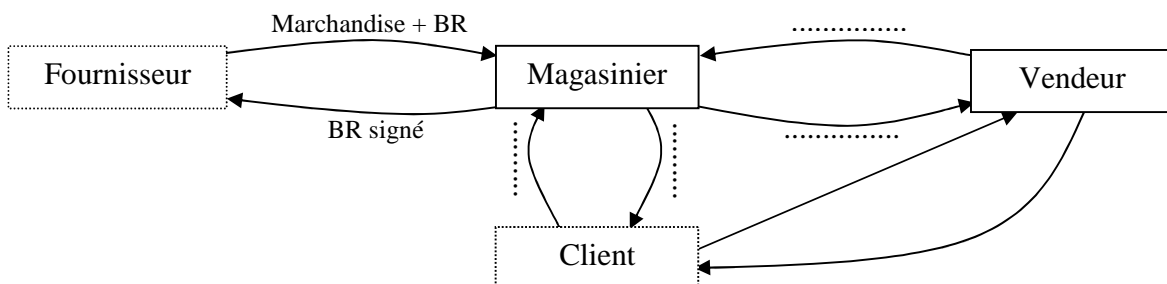 Marchandise + BR
...............
Fournisseur
Magasinier
Vendeur
BR signé
...............
...........
...........
Client